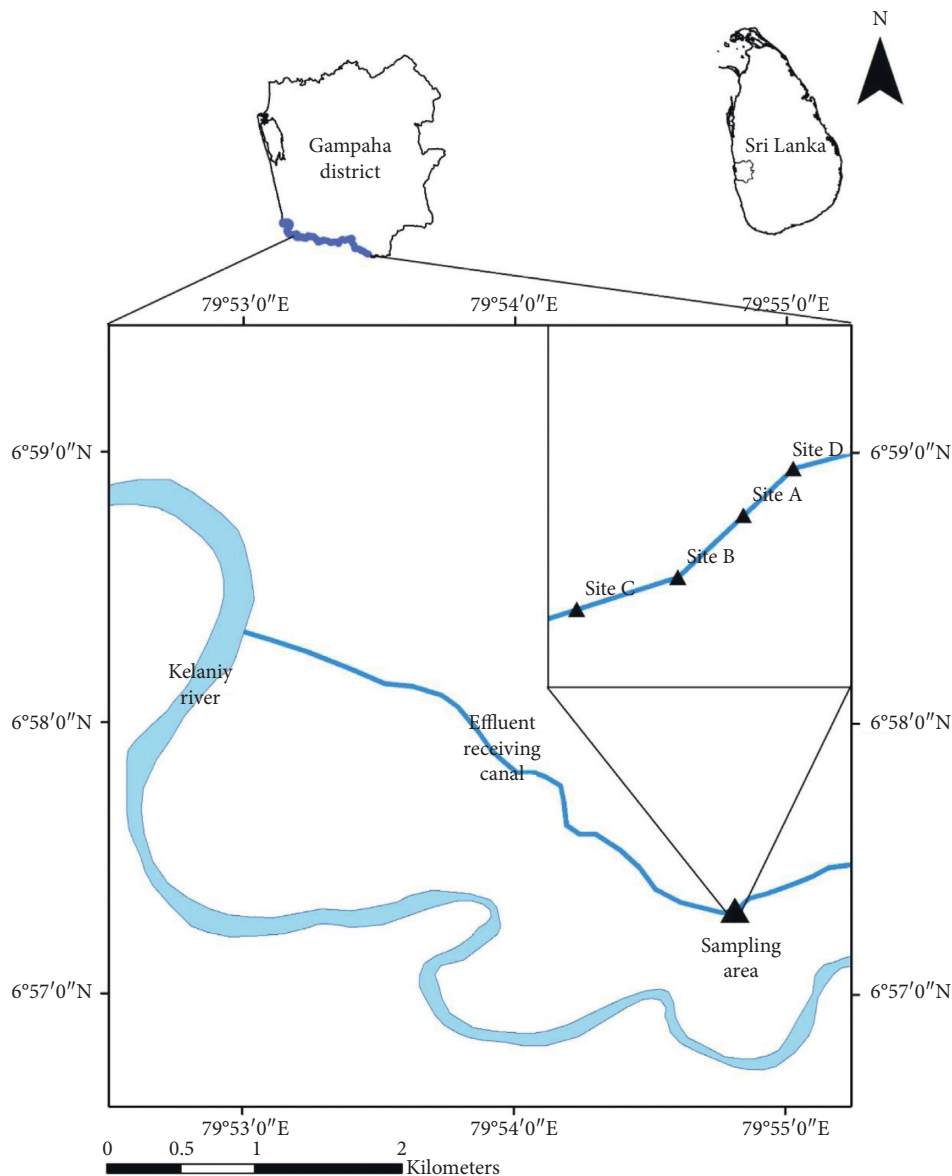 N
Gampaha
district
Sri Lanka
79°53′0″E
79°54′0″E
79°55′0″E
6°59′0″N
6°59′0″N
Site D
Site A
Site B
Site C
Kelaniy
river
6°58′0″N
6°58′0″N
Effluent
receiving
canal
Sampling
area
6°57′0″N
6°57′0″N
79°53′0″E
79°54′0″E
79°55′0″E
0 0.5 1 2
Kilometers